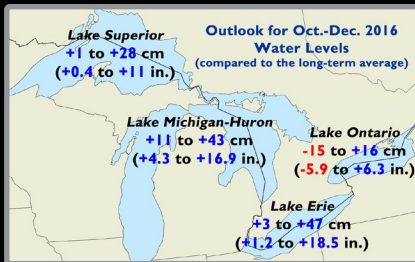 Lake Superior
+1 to +28 cm
(+0.4 to +11 in.)
Outlook for Oct.-Dec. 2016
Water Levels
(compared to the long-term average)
Lake Michigan-Huron
+11 to +43 cm
(+4.3 to +16.9 in.)
Lake Ontario
-15 to +16 cm
(-5.9 to +6.3 in.)
Lake Erie
+3 to +47 cm
(+1.2 to +18.5 in.)